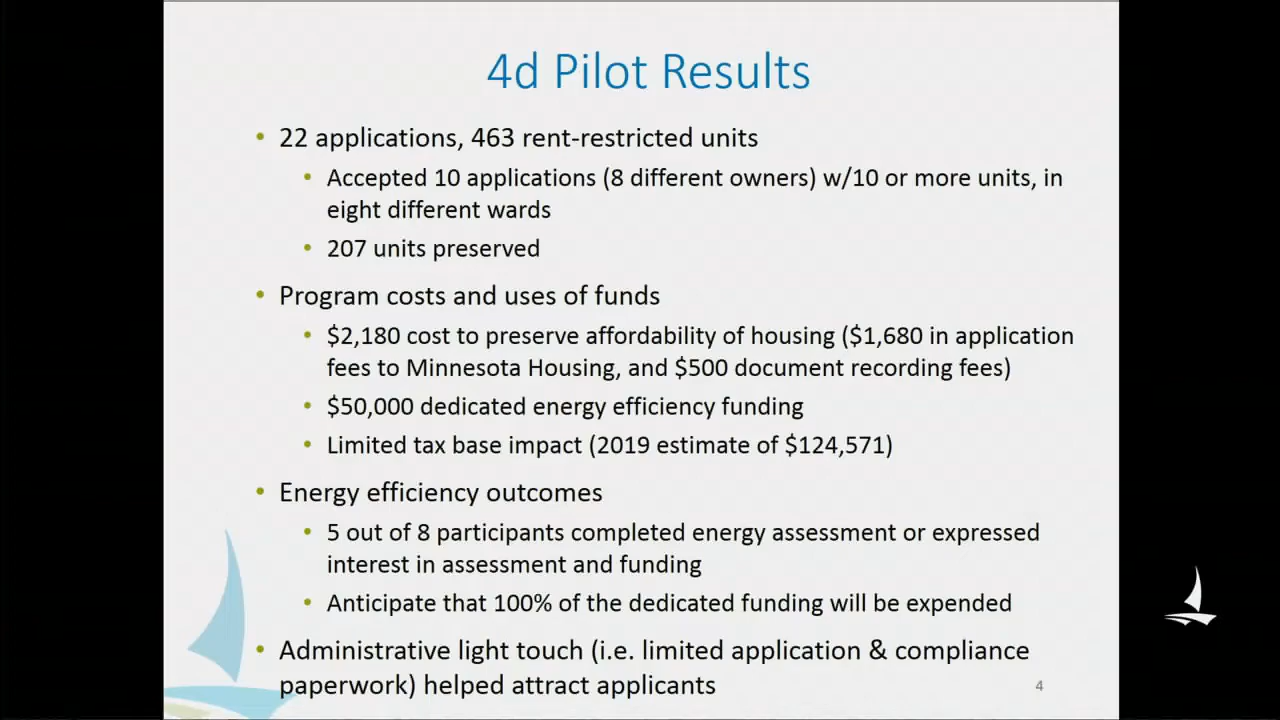 4d Pilot Results
• 22 applications, 463 rent-restricted units
• Accepted 10 applications (8 different owners) w/10 or more units, in
eight different wards
• 207 units preserved
• Program costs and uses of funds
• $2,180 cost to preserve affordability of housing ($1,680 in application
fees to Minnesota Housing, and $500 document recording fees)
• $50,000 dedicated energy efficiency funding
• Limited tax base impact (2019 estimate of $124,571)
• Energy efficiency outcomes
• 5 out of 8 participants completed energy assessment or expressed
interest in assessment and funding
• Anticipate that 100% of the dedicated funding will be expended
• Administrative light touch (i.e. limited application & compliance
paperwork) helped attract applicants
4